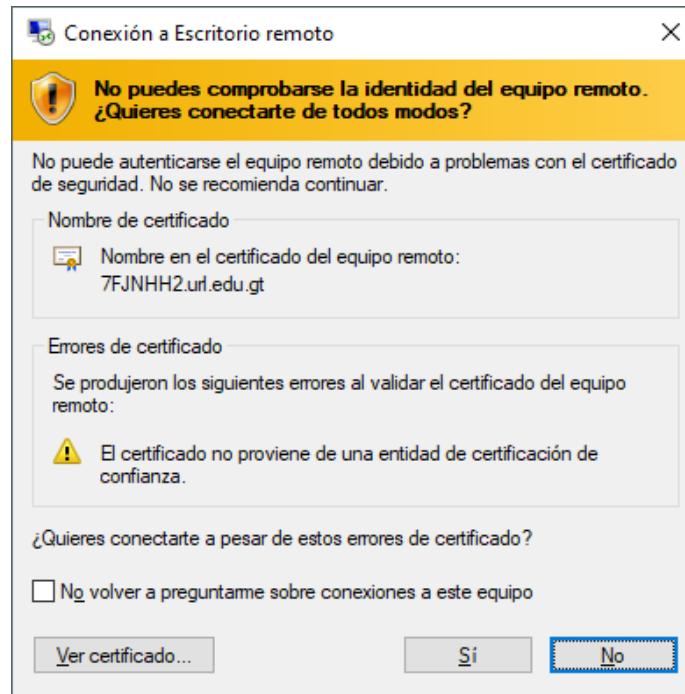 Conexión a Escritorio remoto
No puedes comprobarse la identidad del equipo remoto.
¿Quieres conectarte de todos modos?
No puede autenticarse el equipo remoto debido a problemas con el certificado
de seguridad. No se recomienda continuar.
Nombre de certificado
Nombre en el certificado del equipo remoto:
7FJNHH2.url.edu.gt
Errores de certificado
Se produjeron los siguientes errores al validar el certificado del equipo
remoto:
El certificado no proviene de una entidad de certificación de
confianza.
¿Quieres conectarte a pesar de estos errores de certificado?
No volver a preguntarme sobre conexiones a este equipo
Ver certificado... Sí No